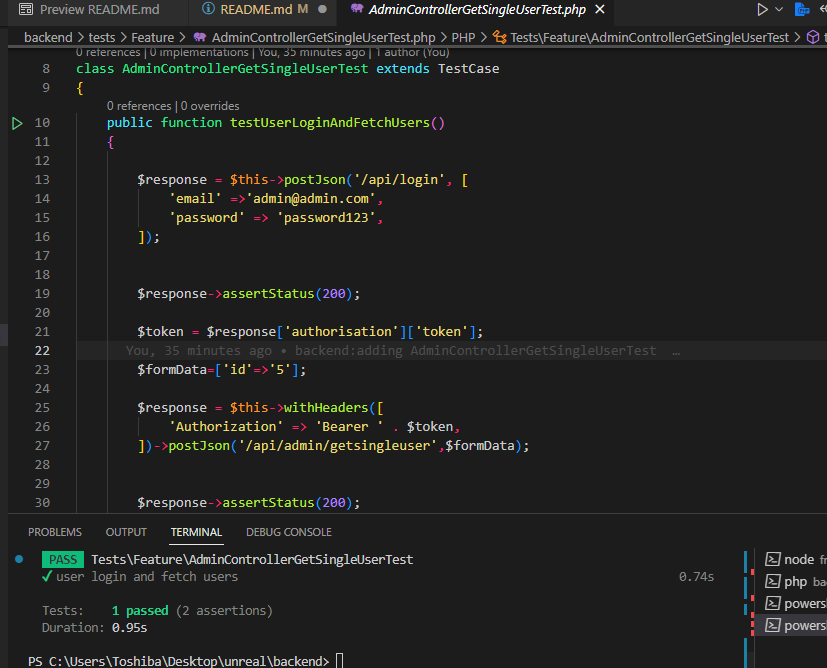 Preview README.md README.md M AdminControllerGetSingleUserTest.php
backend > tests > Feature > AdminControllerGetSingleUserTest.php > PHP > Tests\Feature\AdminControllerGetSingleUserTest >
0 references | 0 implementations | You, 35 minutes ago | 1 author (You)
8 class AdminControllerGetSingleUserTest extends TestCase
9 {
0 references | 0 overrides
10 public function testUserLoginAndFetchUsers()
11 {
12
13 $response = $this->postJson('/api/login', [
14 'email' =>'admin@admin.com',
15 'password' => 'password123',
16 ]);
17
18
19 $response->assertStatus(200);
20
21 $token = $response['authorisation']['token'];
22 You, 35 minutes ago • backend:adding AdminControllerGetSingleUserTest …
23 $formData=['id'=>'5'];
24
25 $response = $this->withHeaders([
26 'Authorization' => 'Bearer ' . $token,
27 ])->postJson('/api/admin/getsingleuser',$formData);
28
29
30 $response->assertStatus(200);
PROBLEMS OUTPUT TERMINAL DEBUG CONSOLE
PASS Tests\Feature\AdminControllerGetSingleUserTest
✓ user login and fetch users 0.74s
Tests: 1 passed (2 assertions)
Duration: 0.95s
PS C:\Users\Toshiba\Desktop\unreal\backend>
node fr
php bac
powers
powers